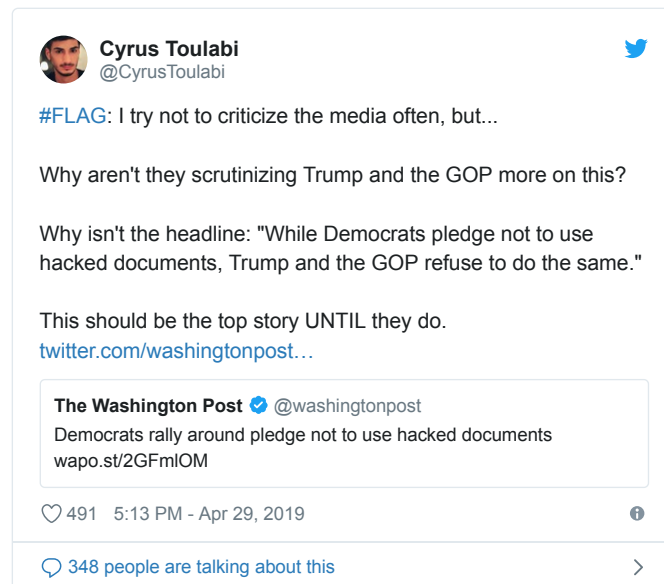 Cyrus Toulabi
@CyrusToulabi
#FLAG: I try not to criticize the media often, but...
Why aren't they scrutinizing Trump and the GOP more on this?
Why isn't the headline: "While Democrats pledge not to use
hacked documents, Trump and the GOP refuse to do the same."
This should be the top story UNTIL they do.
twitter.com/washingtonpost…
The Washington Post @washingtonpost
Democrats rally around pledge not to use hacked documents
wapo.st/2GFmlOM
491 5:13 PM - Apr 29, 2019
348 people are talking about this